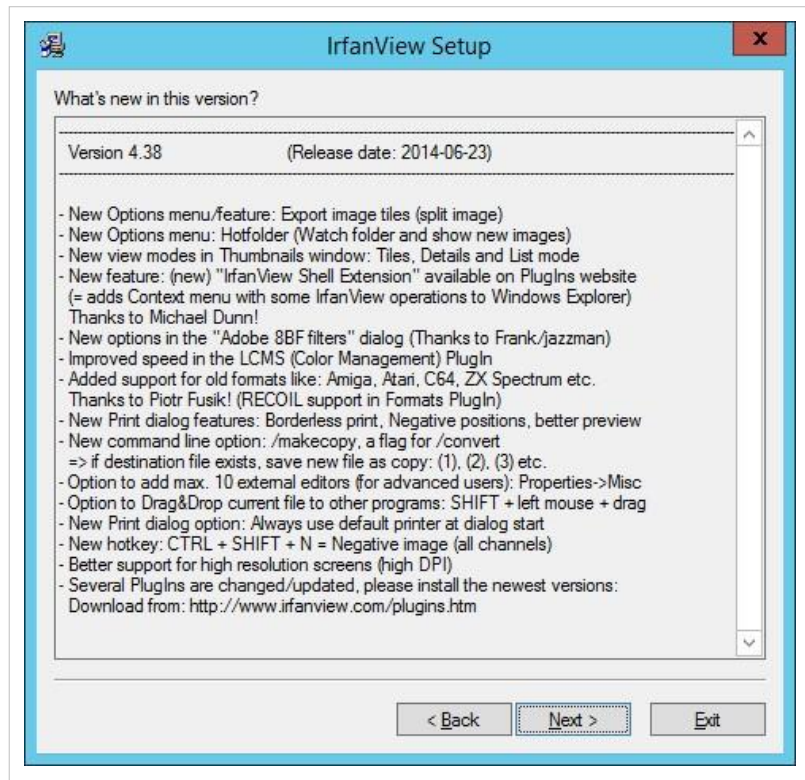 IrfanView Setup
X
What's new in this version?
Version 4.38 (Release date: 2014-06-23)
- New Options menu/feature: Export image tiles (split image)
- New Options menu: Hotfolder (Watch folder and show new images)
- New view modes in Thumbnails window: Tiles, Details and List mode
- New feature: (new) "IrfanView Shell Extension" available on PlugIns website
(= adds Context menu with some IrfanView operations to Windows Explorer)
Thanks to Michael Dunn!
- New options in the "Adobe 8BF filters" dialog (Thanks to Frank/jazzman)
- Improved speed in the LCMS (Color Management) PlugIn
- Added support for old formats like: Amiga, Atari, C64, ZX Spectrum etc.
Thanks to Piotr Fusik! (RECOIL support in Formats PlugIn)
- New Print dialog features: Borderless print, Negative positions, better preview
- New command line option: /makecopy, a flag for /convert
=> if destination file exists, save new file as copy: (1), (2), (3) etc.
- Option to add max. 10 external editors (for advanced users): Properties->Misc
- Option to Drag&Drop current file to other programs: SHIFT + left mouse + drag
- New Print dialog option: Always use default printer at dialog start
- New hotkey: CTRL + SHIFT + N = Negative image (all channels)
- Better support for high resolution screens (high DPI)
- Several PlugIns are changed/updated, please install the newest versions:
Download from: http://www.irfanview.com/plugins.htm
< Back Next > Exit